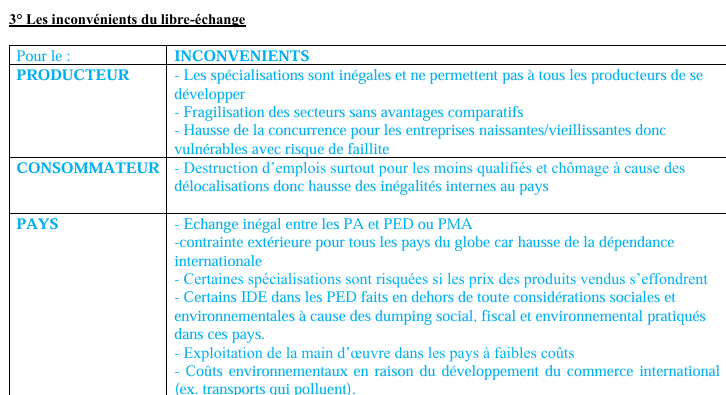 3° Les inconvénients du libre-échange
Pour le :
INCONVENIENTS
PRODUCTEUR
- Les spécialisations sont inégales et ne permettent pas à tous les producteurs de se
développer
- Fragilisation des secteurs sans avantages comparatifs
- Hausse de la concurrence pour les entreprises naissantes/vieillissantes donc
vulnérables avec risque de faillite
CONSOMMATEUR
- Destruction d'emplois surtout pour les moins qualifiés et chômage à cause des
délocalisations donc hausse des inégalités internes au pays
PAYS
- Echange inégal entre les PA et PED ou PMA
-contrainte extérieure pour tous les pays du globe car hausse de la dépendance
internationale
- Certaines spécialisations sont risquées si les prix des produits vendus s'effondrent
- Certains IDE dans les PED faits en dehors de toute considérations sociales et
environnementales à cause des dumping social, fiscal et environnemental pratiqués
dans ces pays.
- Exploitation de la main d'œuvre dans les pays à faibles coûts
- Coûts environnementaux en raison du développement du commerce international
(ex. transports qui polluent).